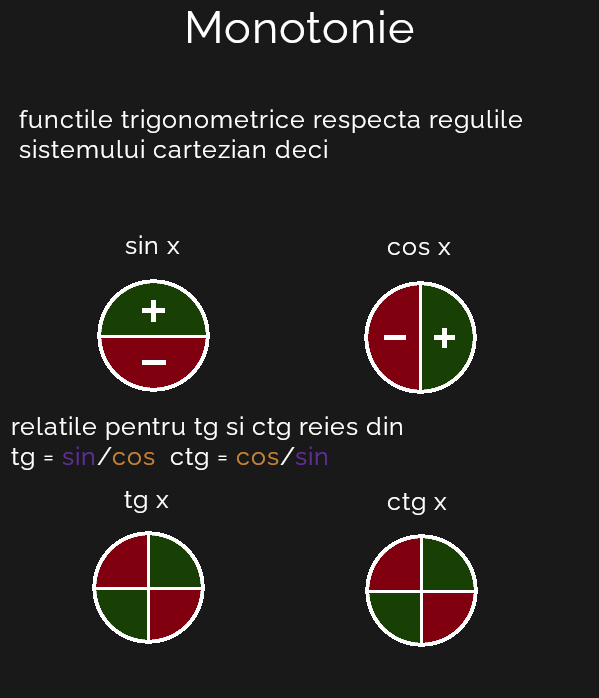 Monotonie
functile trigonometrice respecta regulile
sistemului cartezian deci
sin x
cos x
+
−
− +
relatile pentru tg si ctg reies din
tg = sin/cos ctg = cos/sin
tg x
ctg x